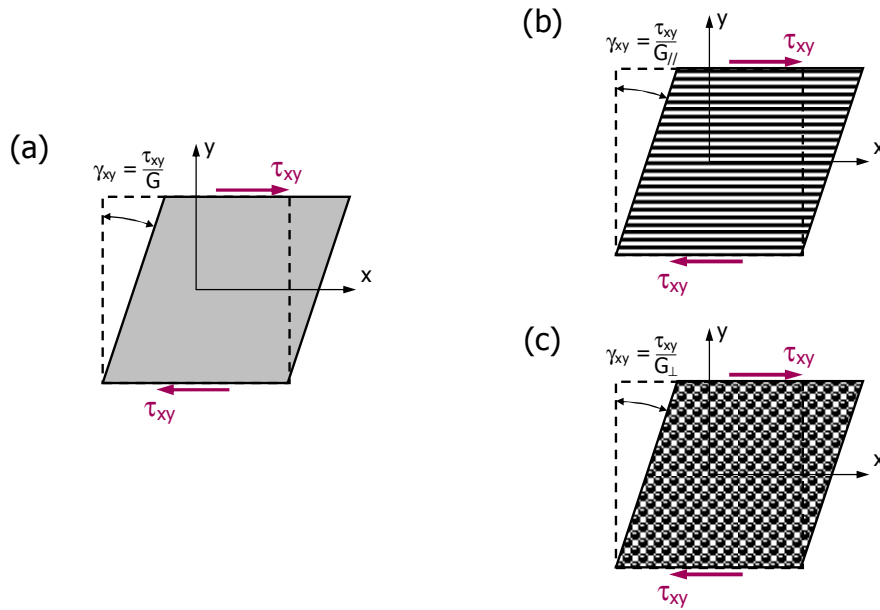 (a)
γxy = τxy/G
y
τxy
x
τxy
(b)
γxy = τxy/G//
y
τxy
x
τxy
(c)
γxy = τxy/G⊥
y
τxy
x
τxy